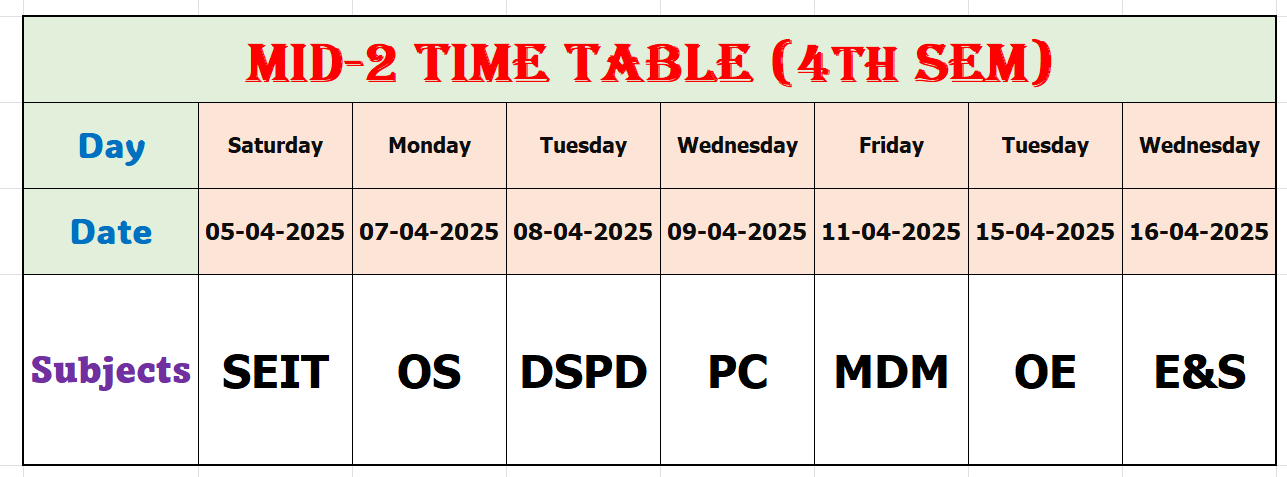 MID-2 TIME TABLE (4TH SEM)
Day Saturday Monday Tuesday Wednesday Friday Tuesday Wednesday
Date 05-04-2025 07-04-2025 08-04-2025 09-04-2025 11-04-2025 15-04-2025 16-04-2025
Subjects SEIT OS DSPD PC MDM OE E&S